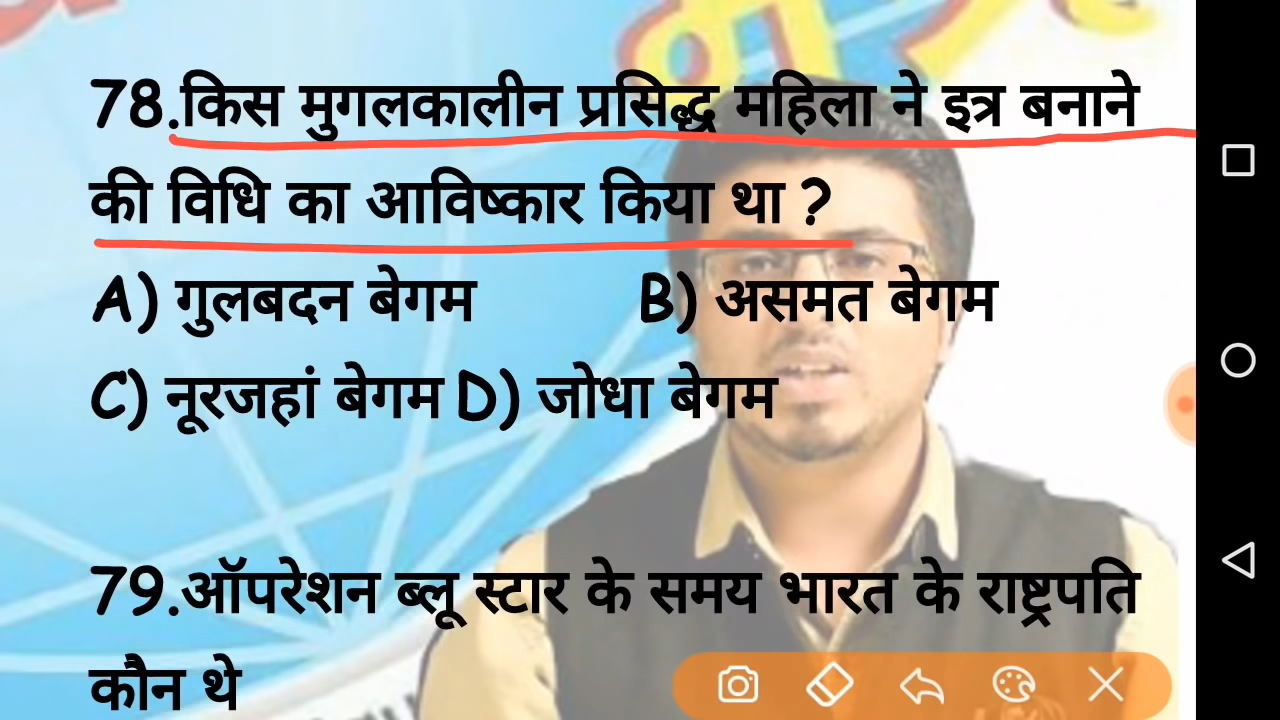 78.किस मुगलकालीन प्रसिद्ध महिला ने इत्र बनाने
की विधि का आविष्कार किया था ?
A) गुलबदन बेगम B) असमत बेगम
C) नूरजहां बेगम D) जोधा बेगम
79.ऑपरेशन ब्लू स्टार के समय भारत के राष्ट्रपति
कौन थे